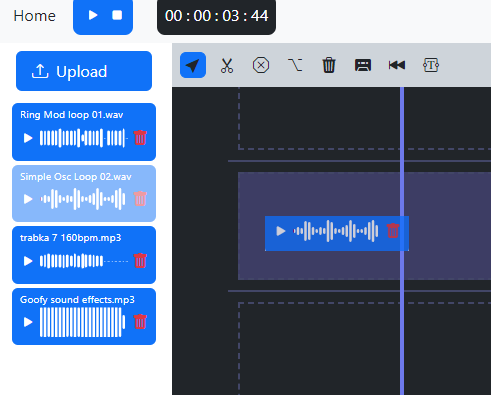 Home
00:00:03:44
Upload
Ring Mod loop 01.wav
Simple Osc Loop 02.wav
trabka 7 160bpm.mp3
Goofy sound effects.mp3